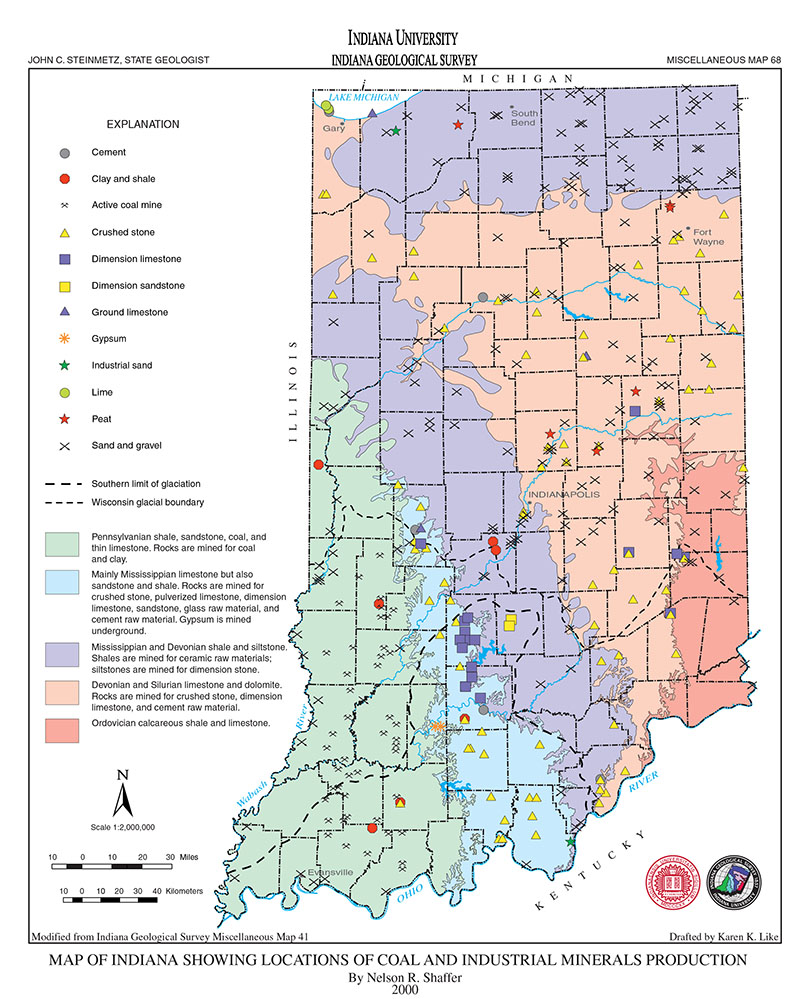 INDIANA UNIVERSITY
JOHN C. STEINMETZ, STATE GEOLOGIST
INDIANA GEOLOGICAL SURVEY
MISCELLANEOUS MAP 68
MICHIGAN
LAKE MICHIGAN
Gary
South
Bend
EXPLANATION
Cement
Clay and shale
Active coal mine
Crushed stone
Dimension limestone
Dimension sandstone
Ground limestone
Gypsum
Industrial sand
Lime
Peat
Sand and gravel
Southern limit of glaciation
Wisconsin glacial boundary
Pennsylvanian shale, sandstone, coal, and
thin limestone. Rocks are mined for coal
and clay.
Mainly Mississippian limestone but also
sandstone and shale. Rocks are mined for
crushed stone, pulverized limestone, dimension
limestone, sandstone, glass raw material, and
cement raw material. Gypsum is mined
underground.
Mississippian and Devonian shale and siltstone.
Shales are mined for ceramic raw materials;
siltstones are mined for dimension stone.
Devonian and Silurian limestone and dolomite.
Rocks are mined for crushed stone, dimension
limestone, and cement raw material.
Ordovician calcareous shale and limestone.
Fort
Wayne
ILLINOIS
INDIANAPOLIS
Wabash
River
N
Scale 1:2,000,000
10 0 10 20 30 Miles
10 0 10 20 30 40 Kilometers
Evansville
OHIO
RIVER
KENTUCKY
Modified from Indiana Geological Survey Miscellaneous Map 41
Drafted by Karen K. Like
MAP OF INDIANA SHOWING LOCATIONS OF COAL AND INDUSTRIAL MINERALS PRODUCTION
By Nelson R. Shaffer
2000